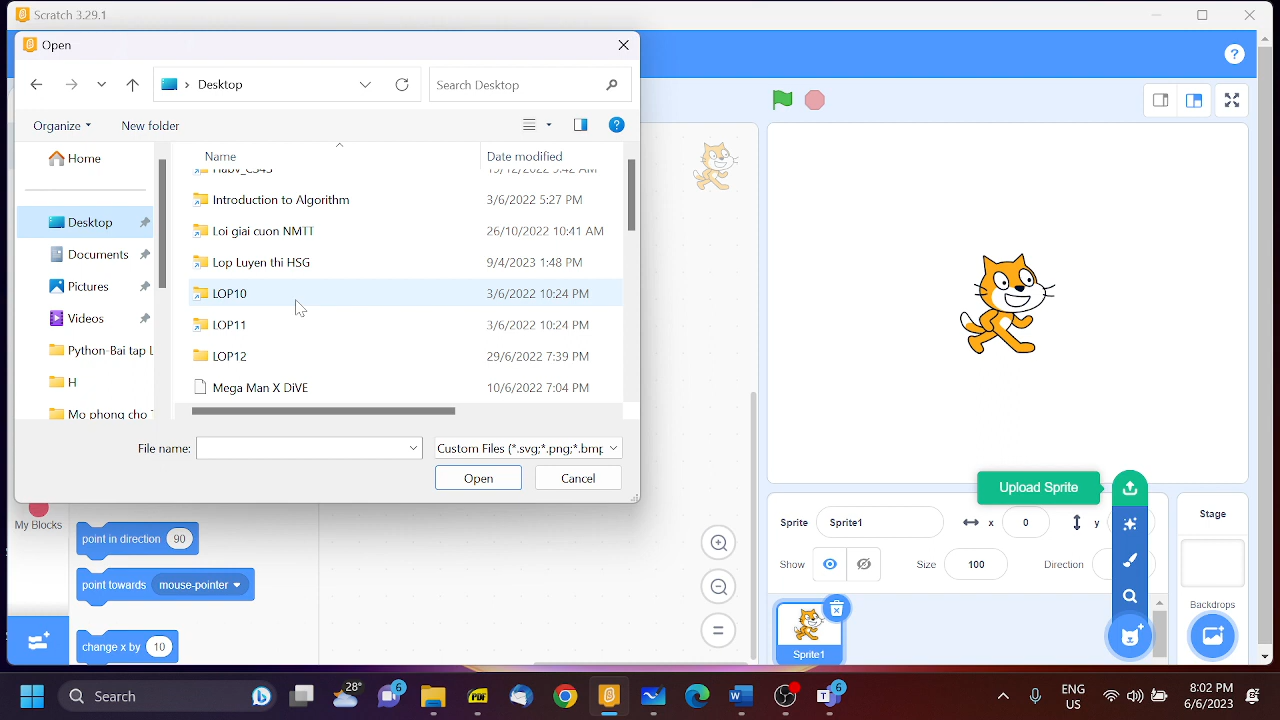 Scratch 3.29.1
Open
Desktop
Search Desktop
Organize
New folder
Home
Name
Date modified
Introduction to Algorithm
3/6/2022 5:27 PM
Desktop
Loi giai cuon NMTT
26/10/2022 10:41 AM
Documents
Lop Luyen thi HSG
9/4/2023 1:48 PM
Pictures
LOP10
3/6/2022 10:24 PM
Videos
LOP11
3/6/2022 10:24 PM
Python-Bai tap L
LOP12
29/6/2022 7:39 PM
H
Mega Man X DiVE
10/6/2022 7:04 PM
Mo phong cho
File name:
Custom Files (*.svg;*.png;*.bmp
Open
Cancel
Upload Sprite
My Blocks
point in direction 90
point towards mouse-pointer
change x by 10
Sprite
Sprite1
x
0
y
Show
Size
100
Direction
Sprite1
Stage
Backdrops
Search
28°
6
PDF
6
ENG
US
8:02 PM
6/6/2023